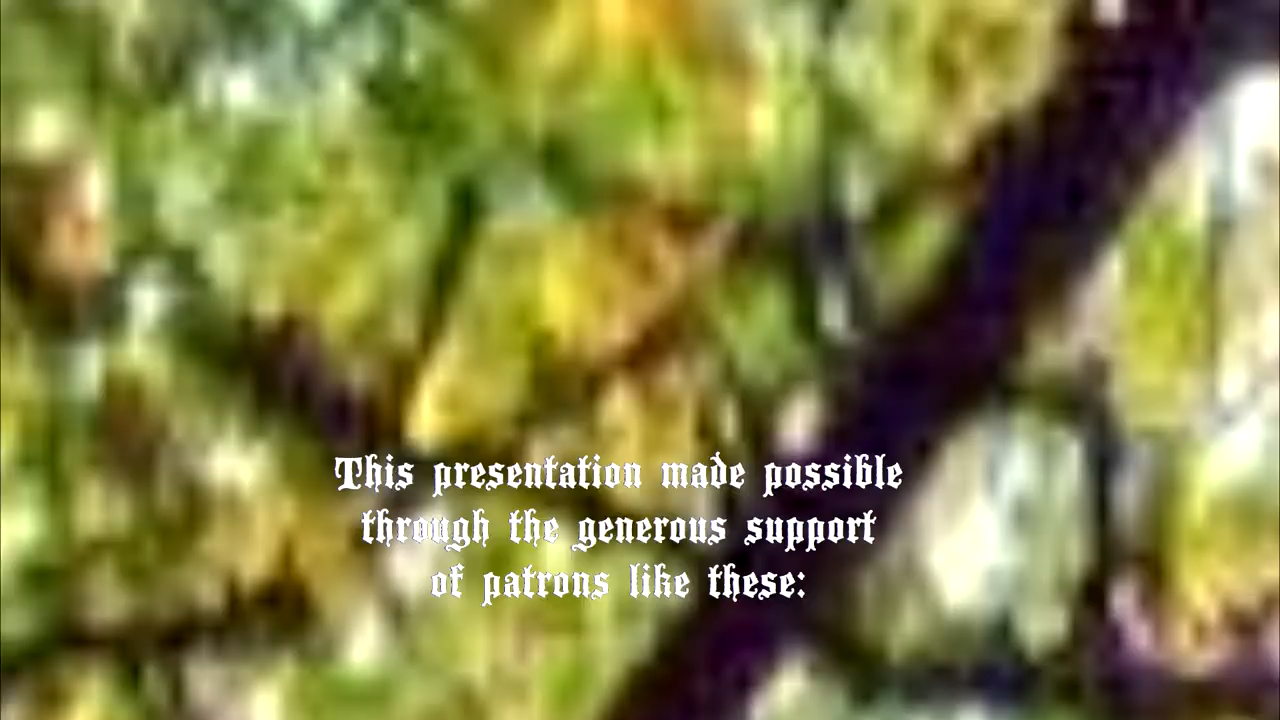 This presentation made possible
through the generous support
of patrons like these: